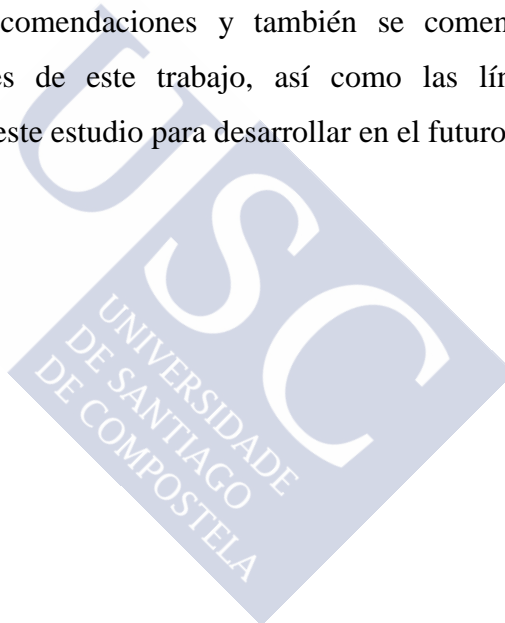 comendaciones y también se comen
es de este trabajo, así como las lín
este estudio para desarrollar en el futuro
USC
UNIVERSIDADE
DE SANTIAGO
DE COMPOSTELA